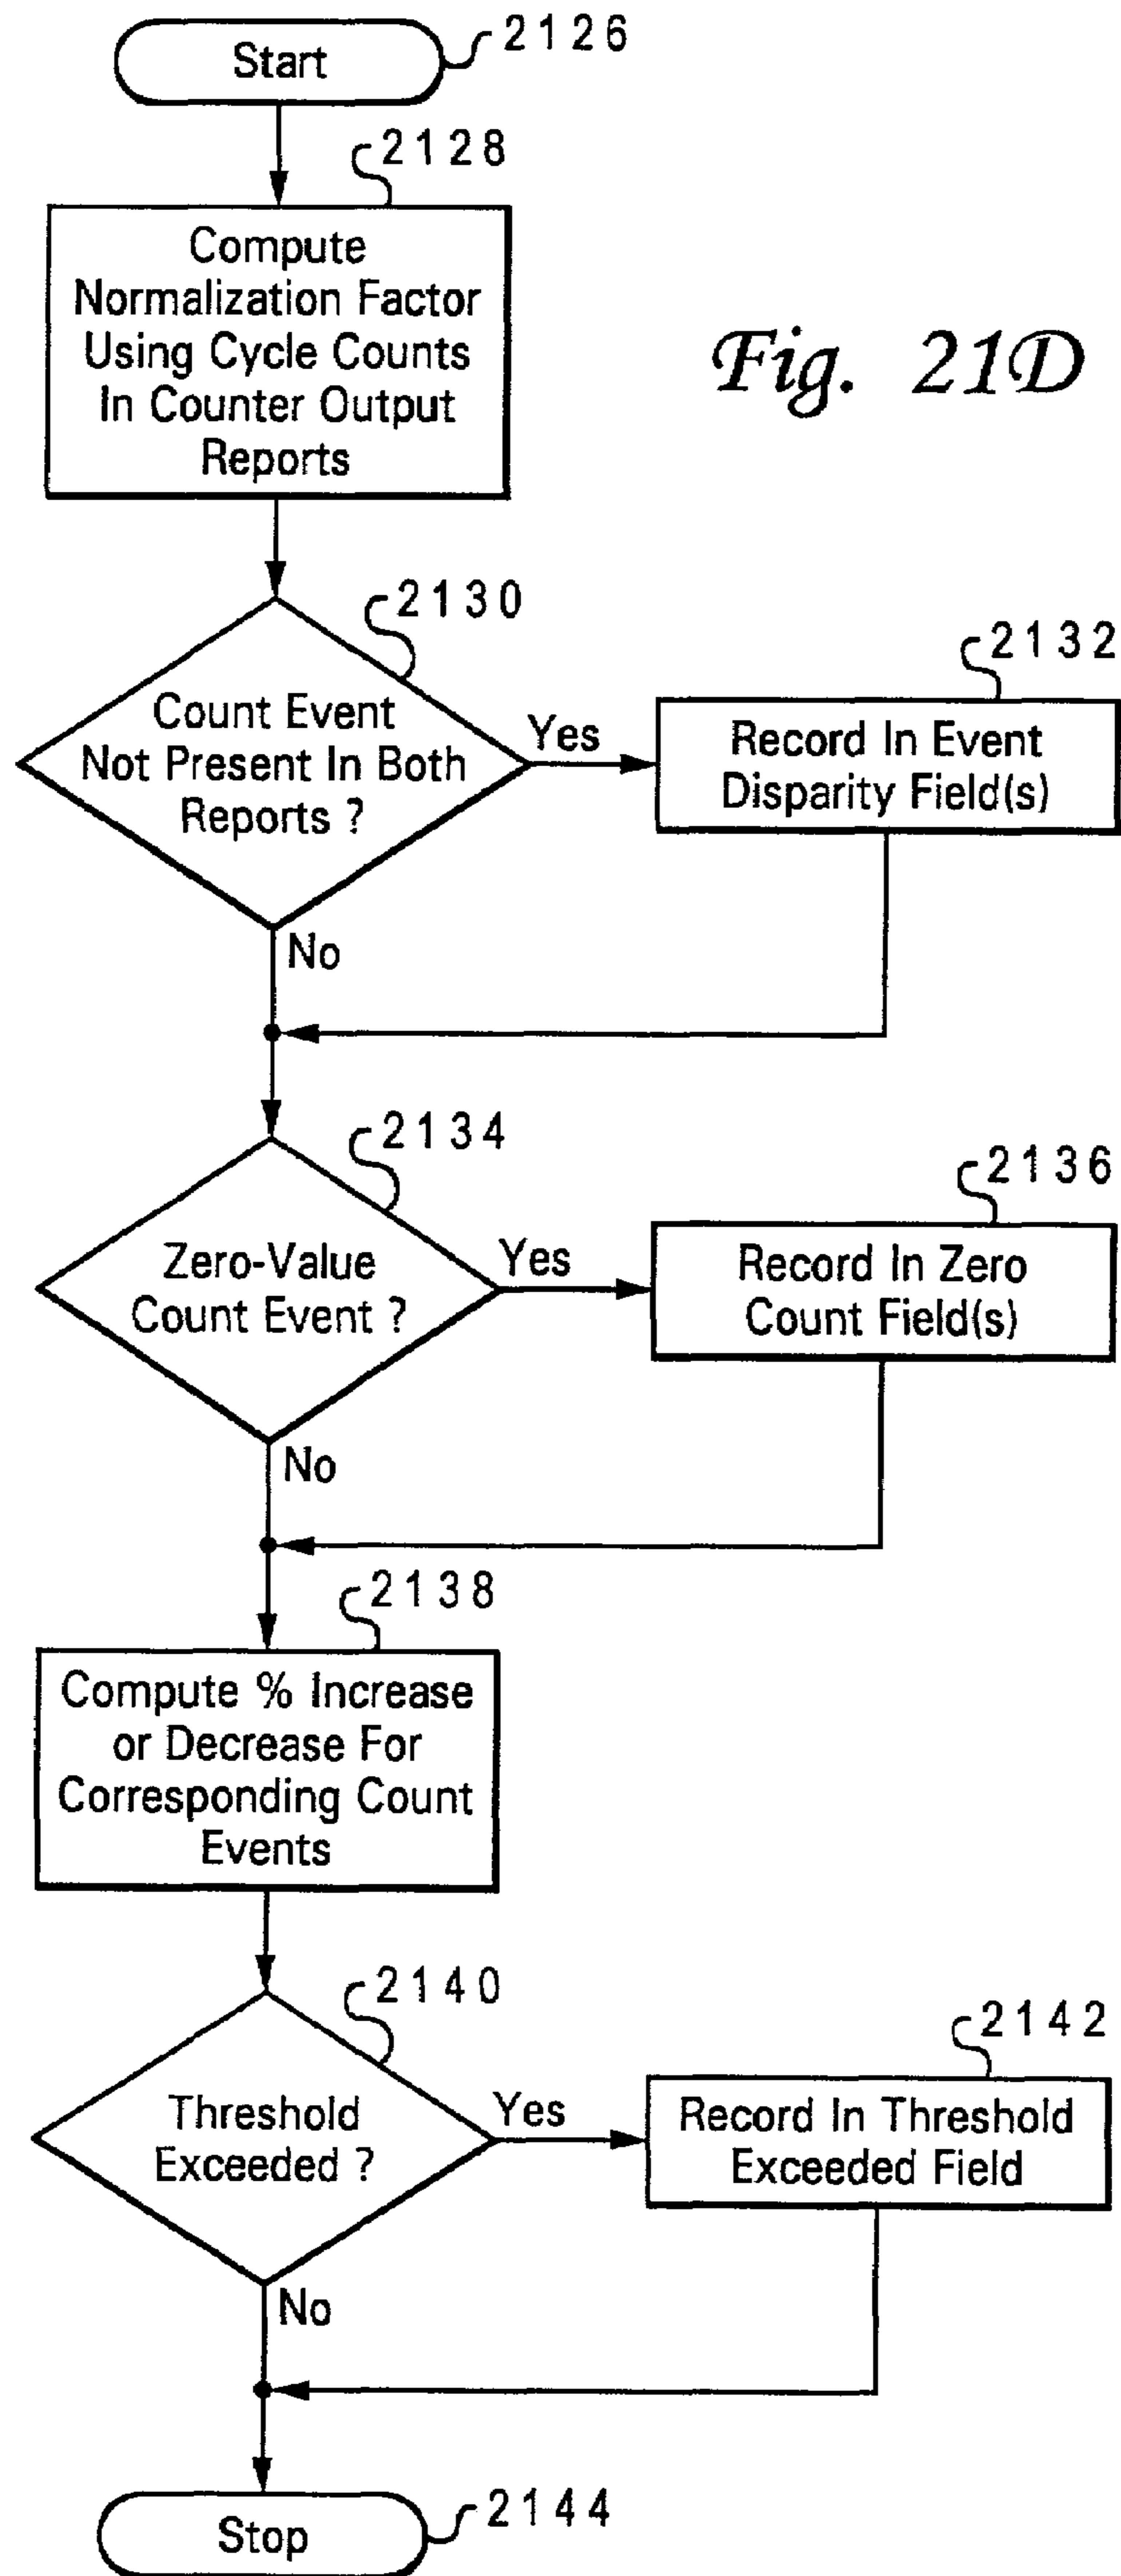 Start
2126
2128
Compute
Normalization Factor
Using Cycle Counts
In Counter Output
Reports
Fig. 21D
2130
Count Event
Not Present In Both
Reports ?
Yes
2132
Record In Event
Disparity Field(s)
No
2134
Zero-Value
Count Event ?
Yes
2136
Record In Zero
Count Field(s)
No
2138
Compute % Increase
or Decrease For
Corresponding Count
Events
2140
Threshold
Exceeded ?
Yes
2142
Record In Threshold
Exceeded Field
No
Stop
2144